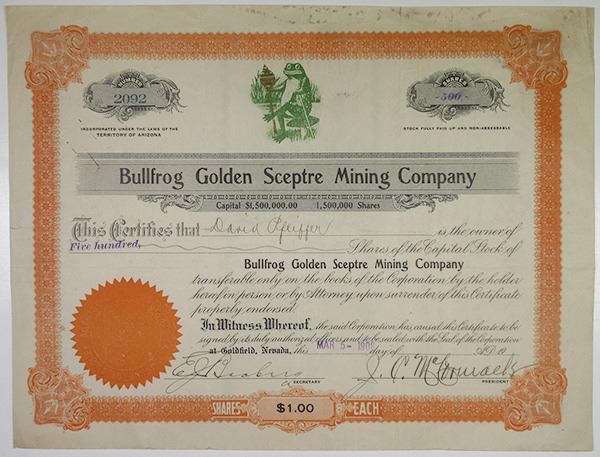 NUMBER
2092
SHARES
-500-
INCORPORATED UNDER THE LAWS OF THE
TERRITORY OF ARIZONA
STOCK FULLY PAID UP AND NON-ASSESSABLE
Bullfrog Golden Sceptre Mining Company
Capital $1,500,000.00 1,500,000 Shares
This Certifies that David Pfeiffer is the owner of
Five hundred, Shares of the Capital Stock of
Bullfrog Golden Sceptre Mining Company
transferable only on the books of the Corporation by the holder
hereof in person, or by Attorney, upon surrender of this Certificate
properly endorsed.
In Witness Whereof, the said Corporation has caused this Certificate to be
signed by its duly authorized officers and to be sealed with the Seal of the Corporation
at Goldfield, Nevada, this MAR 5- 1906 day of A.D. 19
SECRETARY
PRESIDENT
SHARES $1.00 EACH